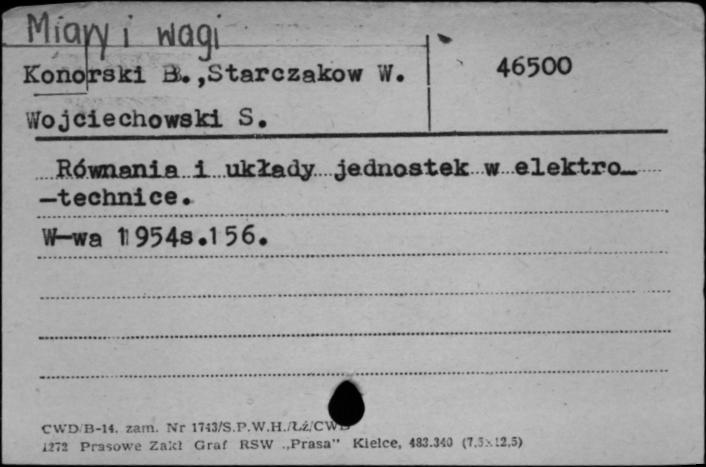 Miary i wagi
Konorski B.,Starczakow W.
46500
Wojciechowski S.
Równania i układy jednostek w elektro-
-technice.
W-wa 1954s.156.
CWD/B-14. zam. Nr 1743/S.P.W.H./Łź/CWD
1272 Prasowe Zakł Graf RSW „Prasa" Kielce, 483.340 (7,5x12,5)